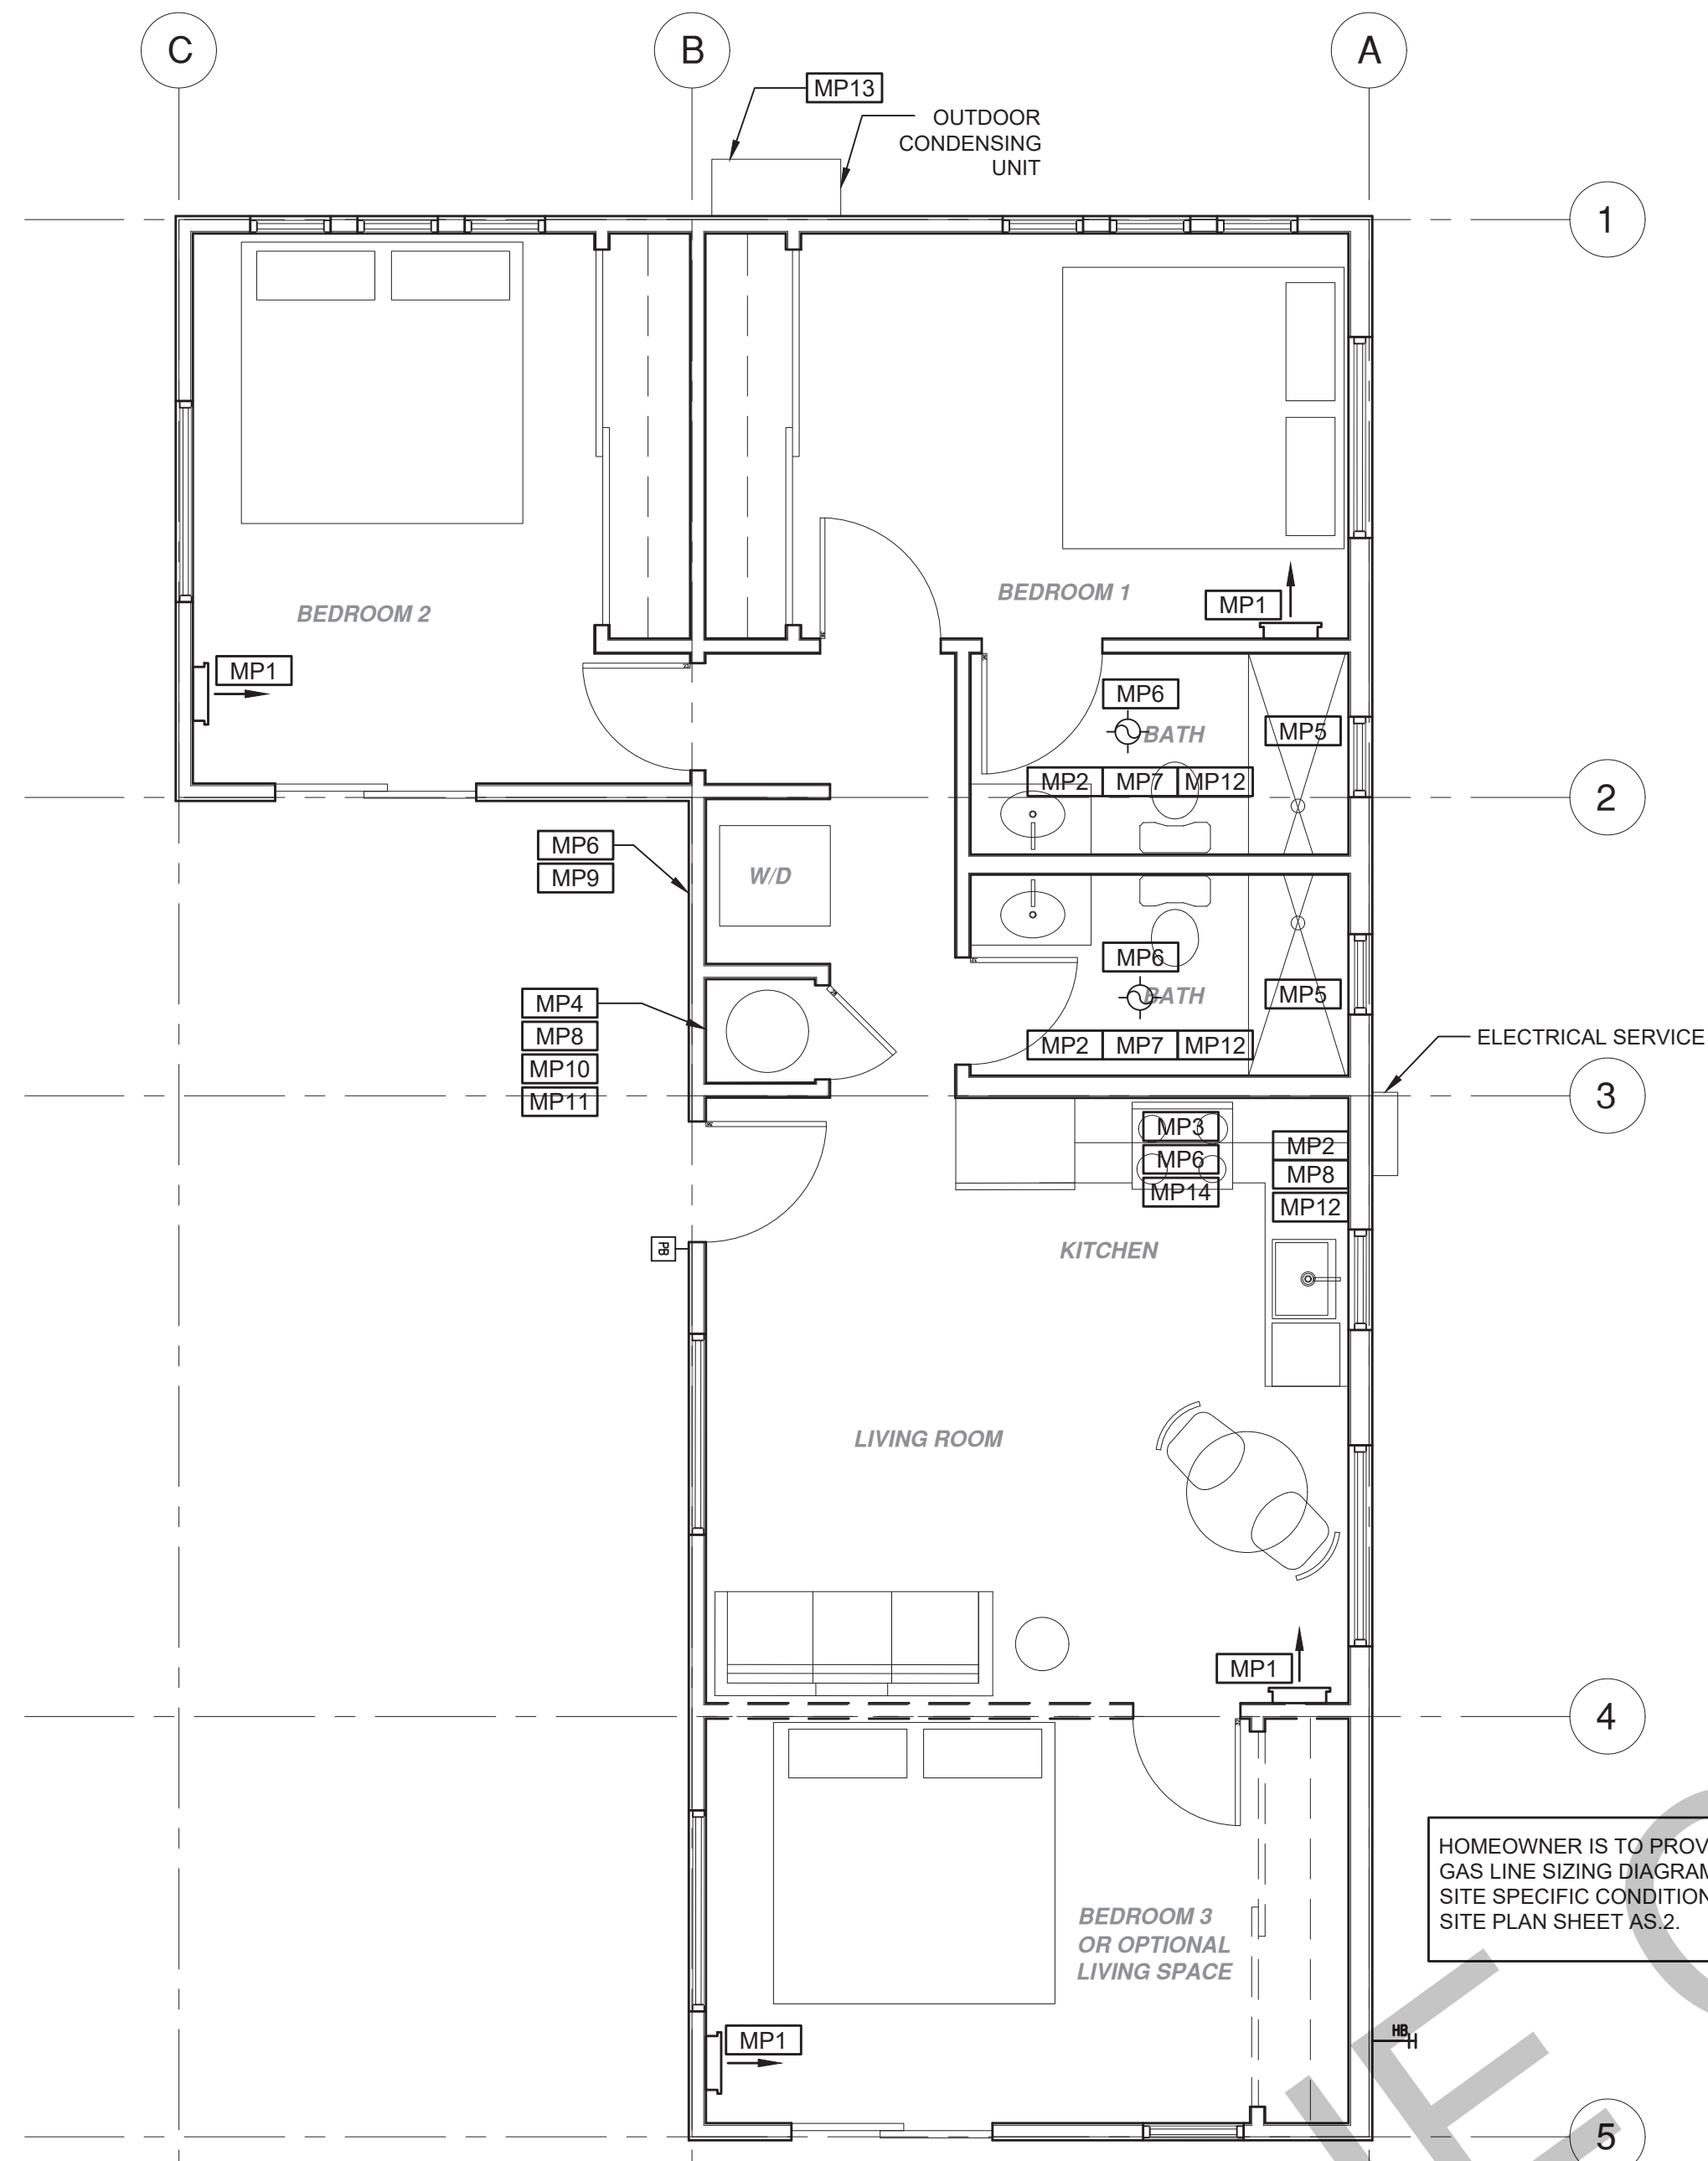 C
B
A
MP13
OUTDOOR
CONDENSING
UNIT
1
BEDROOM 2
BEDROOM 1
MP1
MP1
MP6
BATH
MP5
MP2 MP7 MP12
2
MP6
MP9
W/D
MP6
BATH
MP5
MP2 MP7 MP12
MP4
MP8
MP10
MP11
ELECTRICAL SERVICE
3
MP3
MP6
MP14
MP2
MP8
MP12
PB
KITCHEN
LIVING ROOM
MP1
4
HOMEOWNER IS TO PROV
GAS LINE SIZING DIAGRAM
SITE SPECIFIC CONDITION
SITE PLAN SHEET AS.2.
BEDROOM 3
OR OPTIONAL
LIVING SPACE
MP1
HB
5